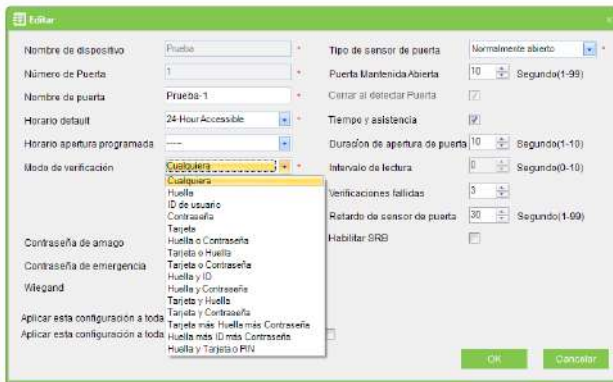 Editar
Nombre de dispositivo Prueba * Tipo de sensor de puerta Normalmente abierto *
Número de Puerta 1 * Puerta Mantenida Abierta 10 Segundo(1-99)
Nombre de puerta Prueba-1 * Cerrar al detectar Puerta
Horario default 24-Hour Accessible * Tiempo y asistencia
Horario apertura programada ----- Duración de apertura de puerta 10 Segundo(1-10)
Modo de verificación Cualquiera * Intervalo de lectura 0 Segundo(0-10)
Cualquiera
Huella Verificaciones fallidas 3
ID de usuario
Contraseña Retardo de sensor de puerta 30 Segundo(1-99)
Tarjeta
Contraseña de amago Huella o Contraseña Habilitar SRB
Tarjeta o Huella
Contraseña de emergencia Tarjeta o Contraseña
Huella y ID
Wiegand Huella y Contraseña
Tarjeta y Huella
Tarjeta y Contraseña
Aplicar esta configuración a toda Tarjeta más Huella más Contraseña
Aplicar esta configuración a toda Huella más ID más Contraseña
Huella y Tarjeta o PIN
OK Cancelar